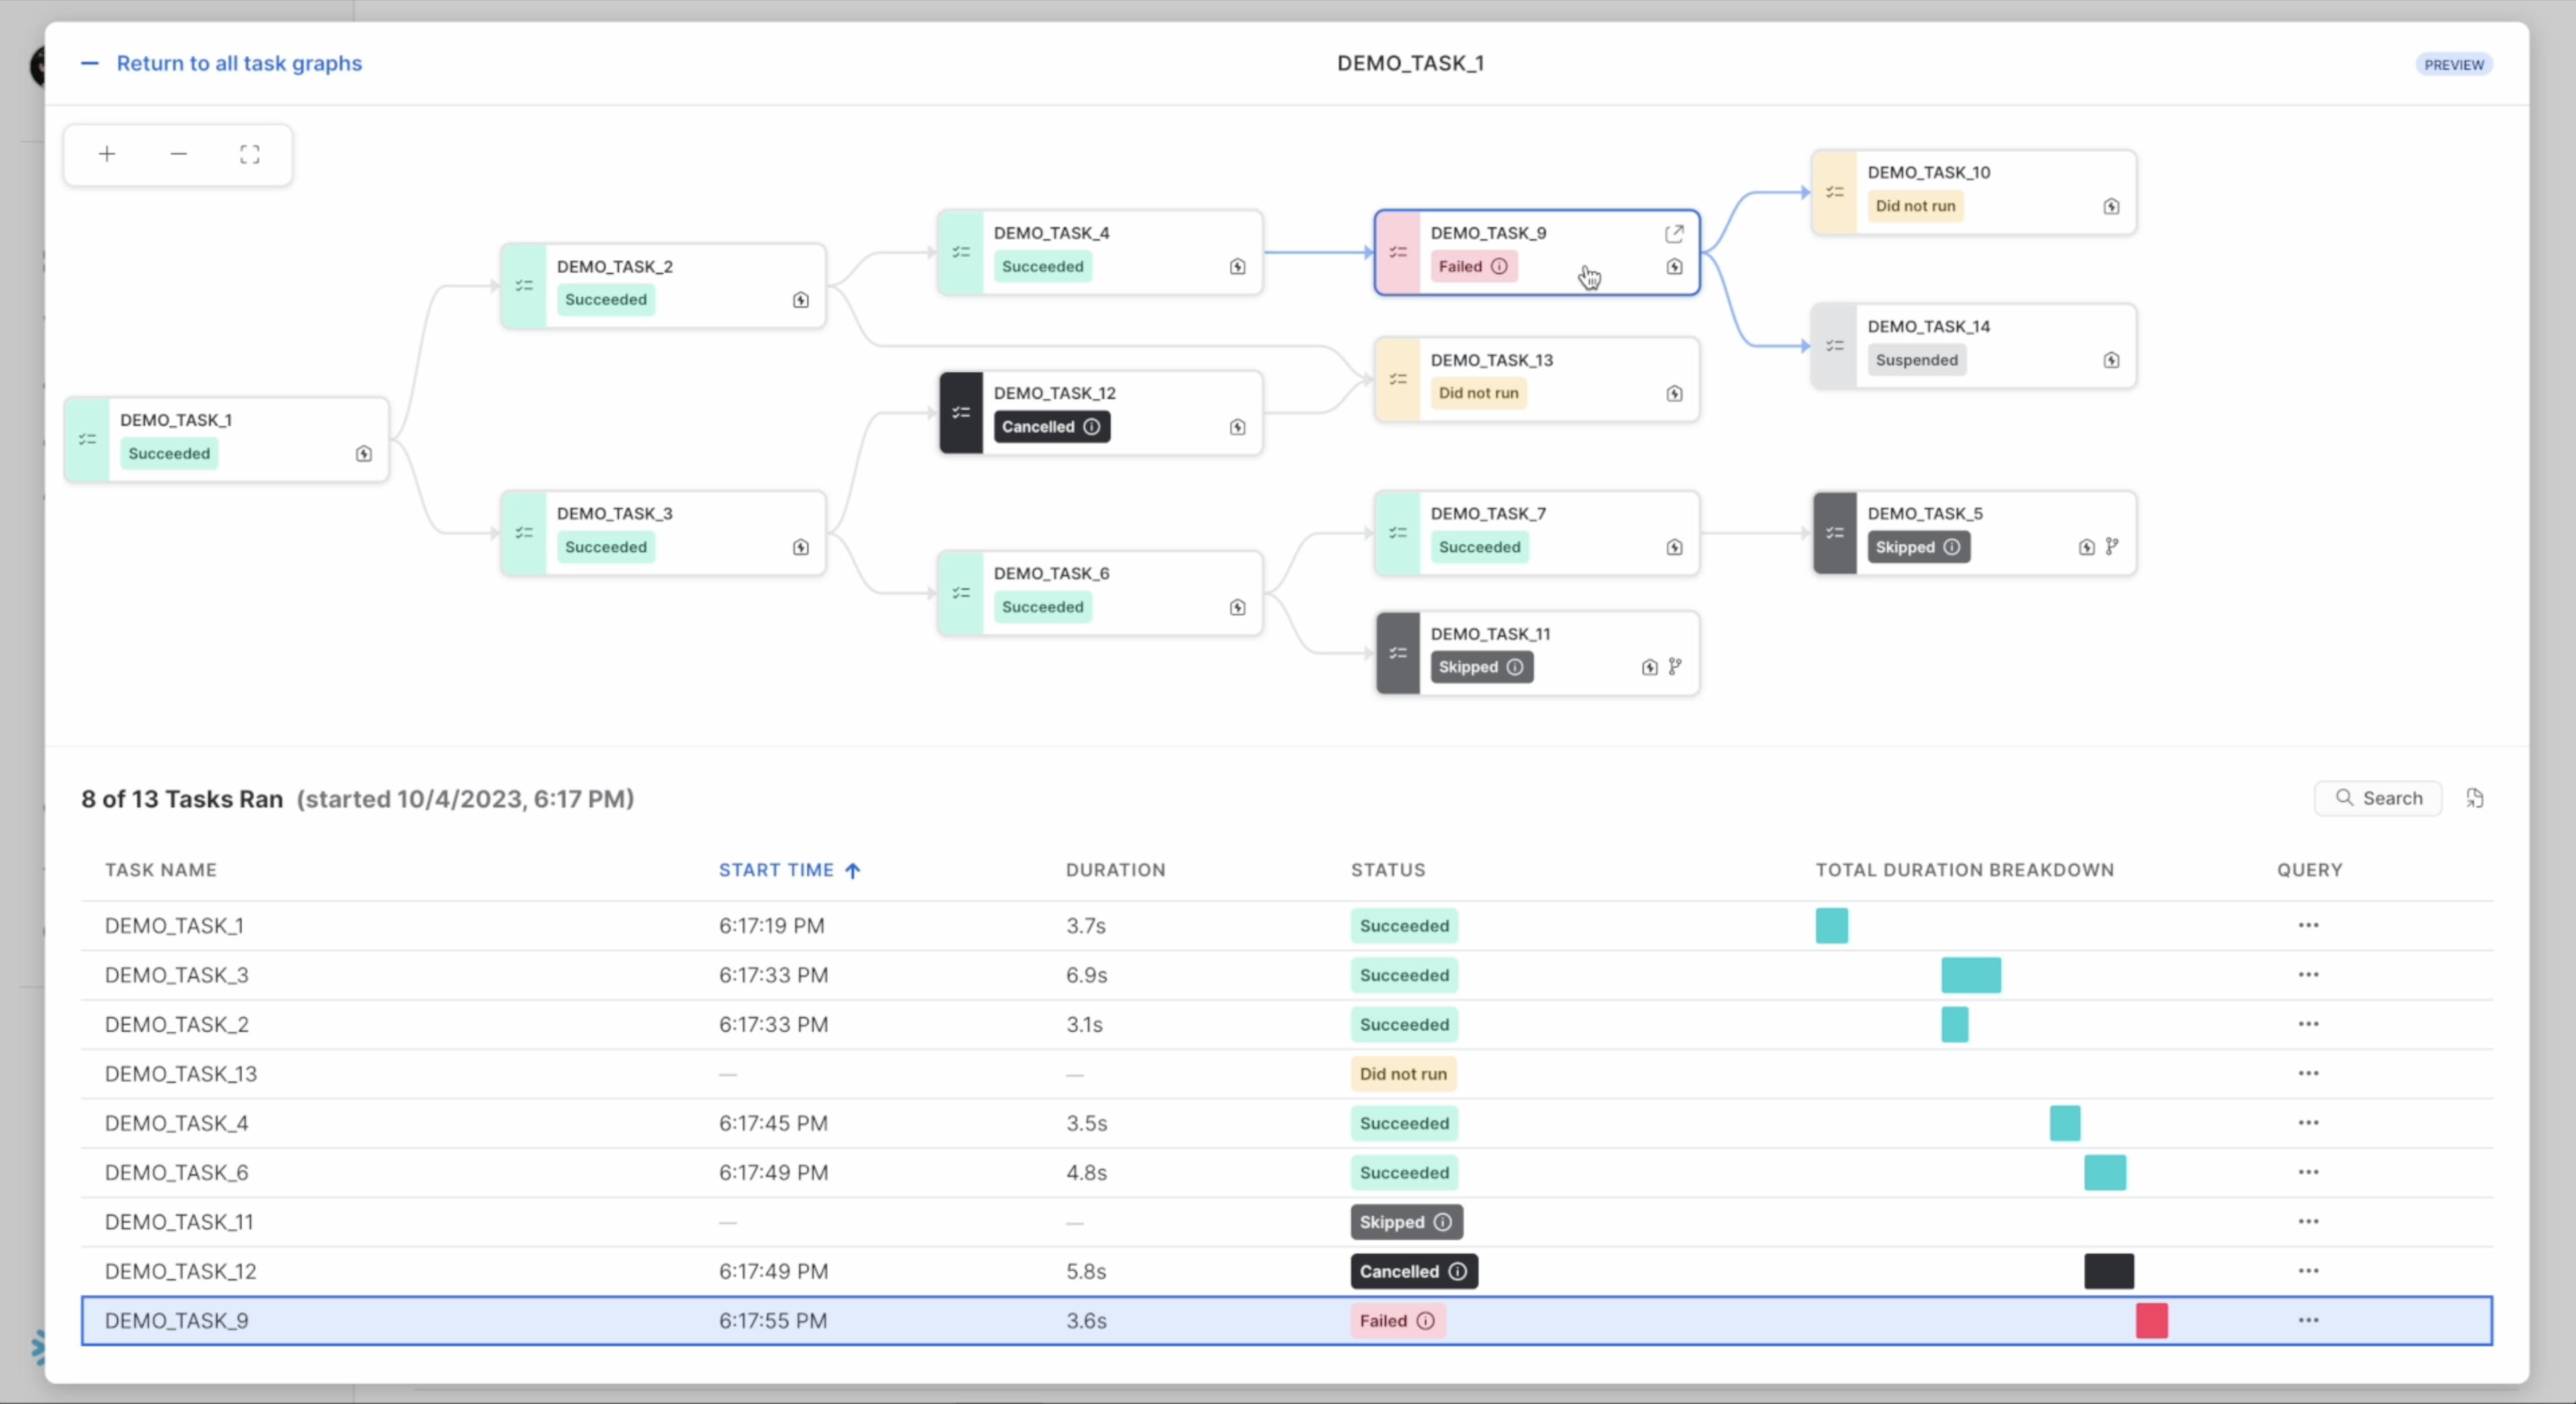 Return to all task graphs
DEMO_TASK_1
PREVIEW
DEMO_TASK_10
Did not run
DEMO_TASK_4
Succeeded
DEMO_TASK_9
Failed
DEMO_TASK_2
Succeeded
DEMO_TASK_14
Suspended
DEMO_TASK_13
Did not run
DEMO_TASK_12
Cancelled
DEMO_TASK_1
Succeeded
DEMO_TASK_3
Succeeded
DEMO_TASK_7
Succeeded
DEMO_TASK_5
Skipped
DEMO_TASK_6
Succeeded
DEMO_TASK_11
Skipped
8 of 13 Tasks Ran (started 10/4/2023, 6:17 PM)
Search
TASK NAME START TIME DURATION STATUS TOTAL DURATION BREAKDOWN QUERY
DEMO_TASK_1 6:17:19 PM 3.7s Succeeded
DEMO_TASK_3 6:17:33 PM 6.9s Succeeded
DEMO_TASK_2 6:17:33 PM 3.1s Succeeded
DEMO_TASK_13 — — Did not run
DEMO_TASK_4 6:17:45 PM 3.5s Succeeded
DEMO_TASK_6 6:17:49 PM 4.8s Succeeded
DEMO_TASK_11 — — Skipped
DEMO_TASK_12 6:17:49 PM 5.8s Cancelled
DEMO_TASK_9 6:17:55 PM 3.6s Failed